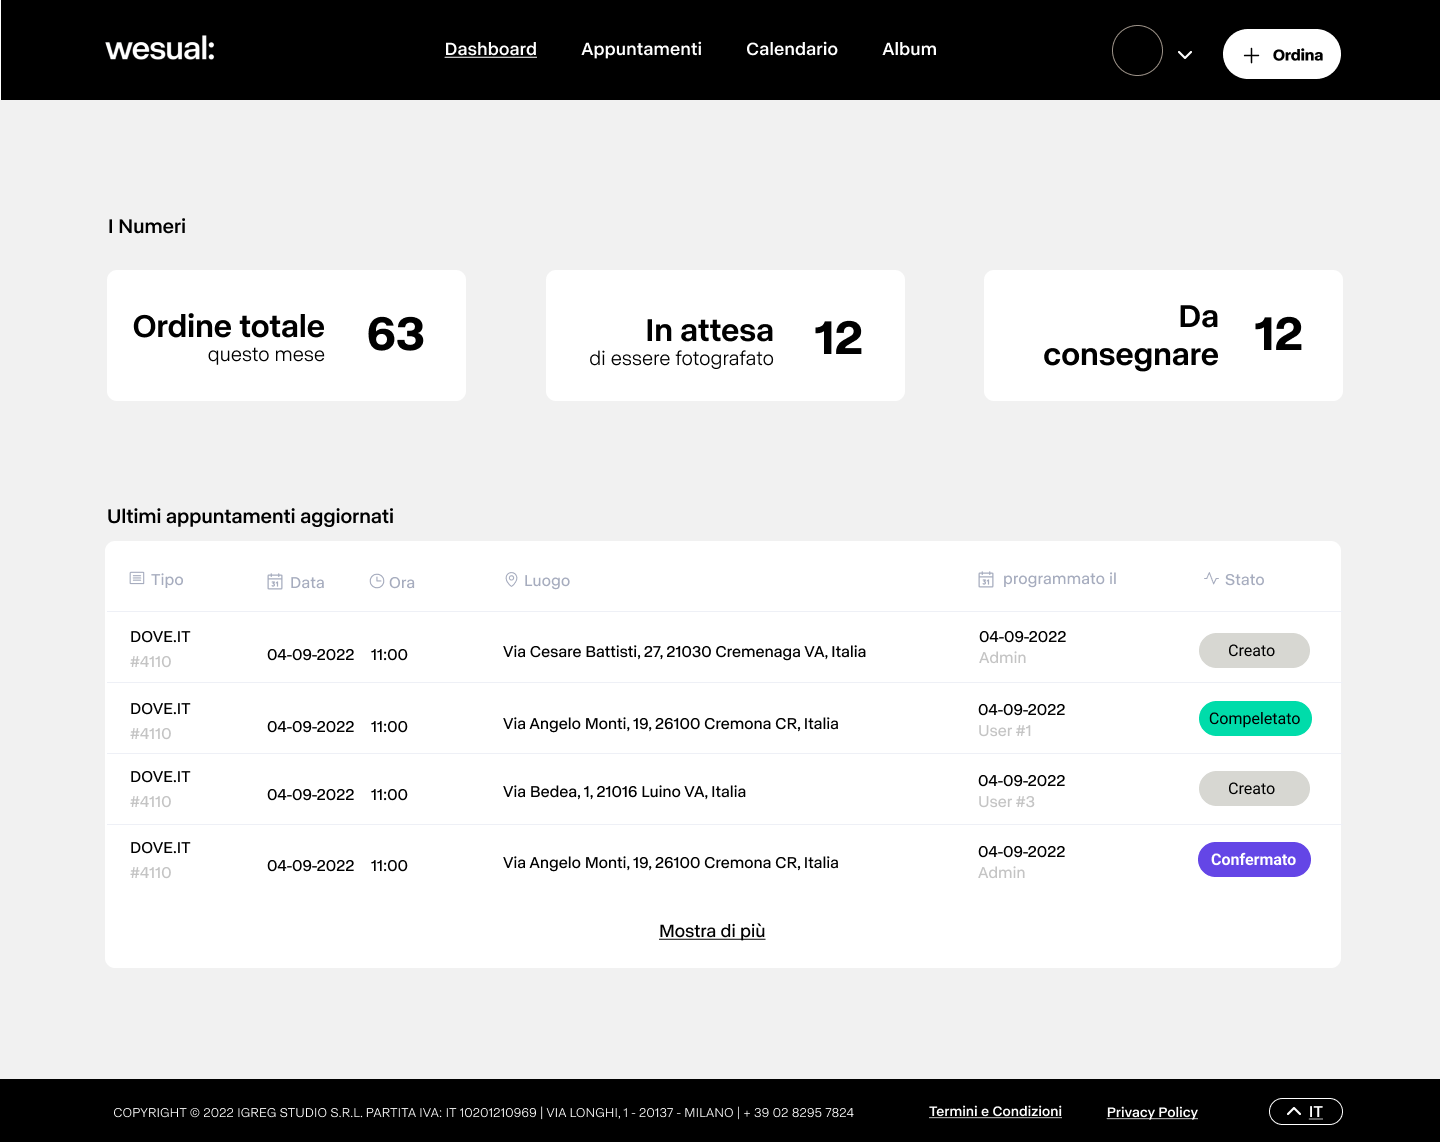 wesual:
Dashboard Appuntamenti Calendario Album
Ordina
I Numeri
Ordine totale
questo mese
63
In attesa
di essere fotografato
12
Da
consegnare
12
Ultimi appuntamenti aggiornati
Tipo 31 Data Ora Luogo 31 programmato il Stato
DOVE.IT
#4110
04-09-2022 11:00 Via Cesare Battisti, 27, 21030 Cremenaga VA, Italia
04-09-2022
Admin
Creato
DOVE.IT
#4110
04-09-2022 11:00 Via Angelo Monti, 19, 26100 Cremona CR, Italia
04-09-2022
User #1
Compeletato
DOVE.IT
#4110
04-09-2022 11:00 Via Bedea, 1, 21016 Luino VA, Italia
04-09-2022
User #3
Creato
DOVE.IT
#4110
04-09-2022 11:00 Via Angelo Monti, 19, 26100 Cremona CR, Italia
04-09-2022
Admin
Confermato
Mostra di più
COPYRIGHT © 2022 IGREG STUDIO S.R.L. PARTITA IVA: IT 10201210969 | VIA LONGHI, 1 - 20137 - MILANO | + 39 02 8295 7824
Termini e Condizioni
Privacy Policy
IT